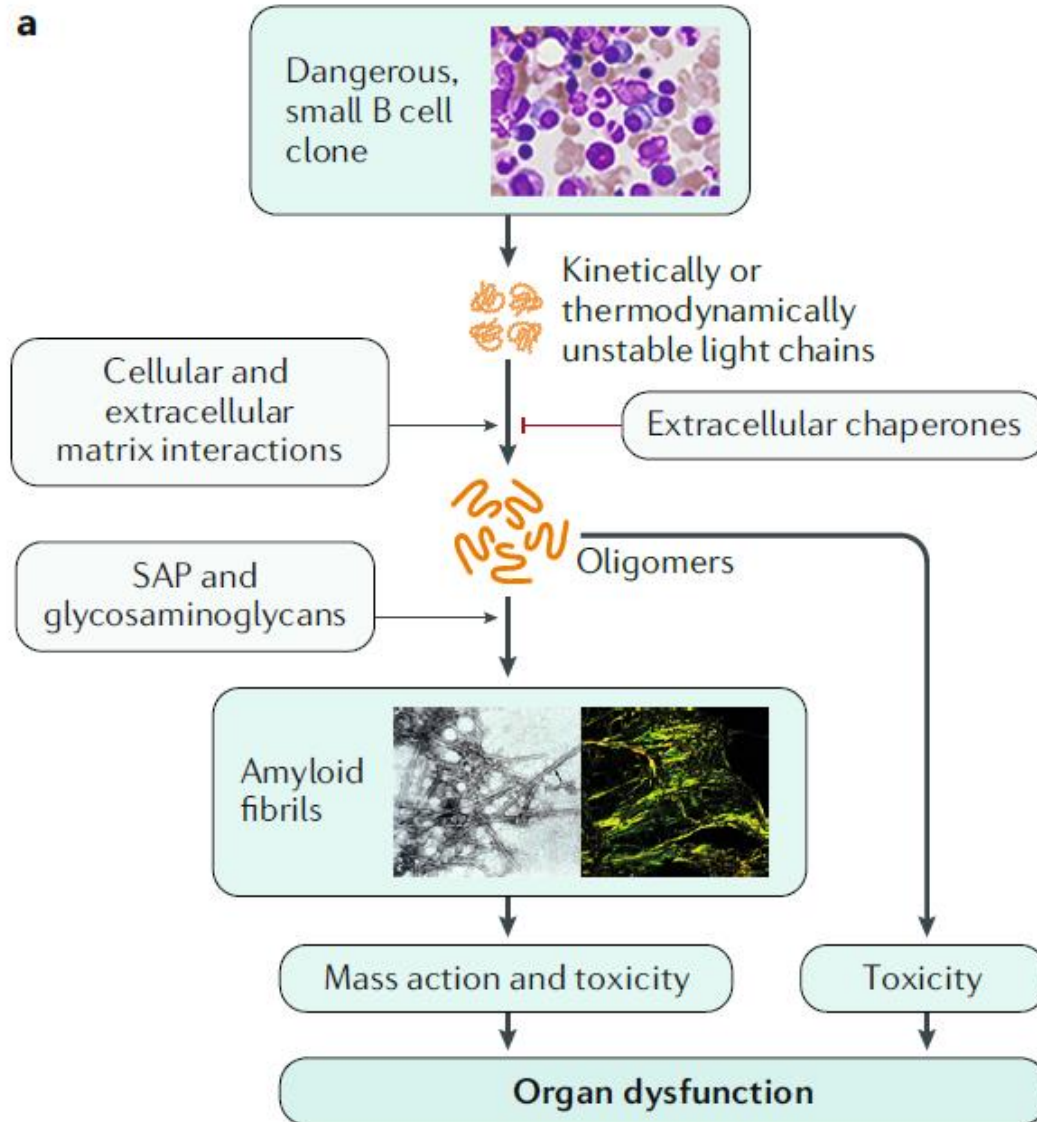 a
Dangerous,
small B cell
clone
Kinetically or
thermodynamically
unstable light chains
Cellular and
extracellular
matrix interactions
Extracellular chaperones
Oligomers
SAP and
glycosaminoglycans
Amyloid
fibrils
Mass action and toxicity
Toxicity
Organ dysfunction